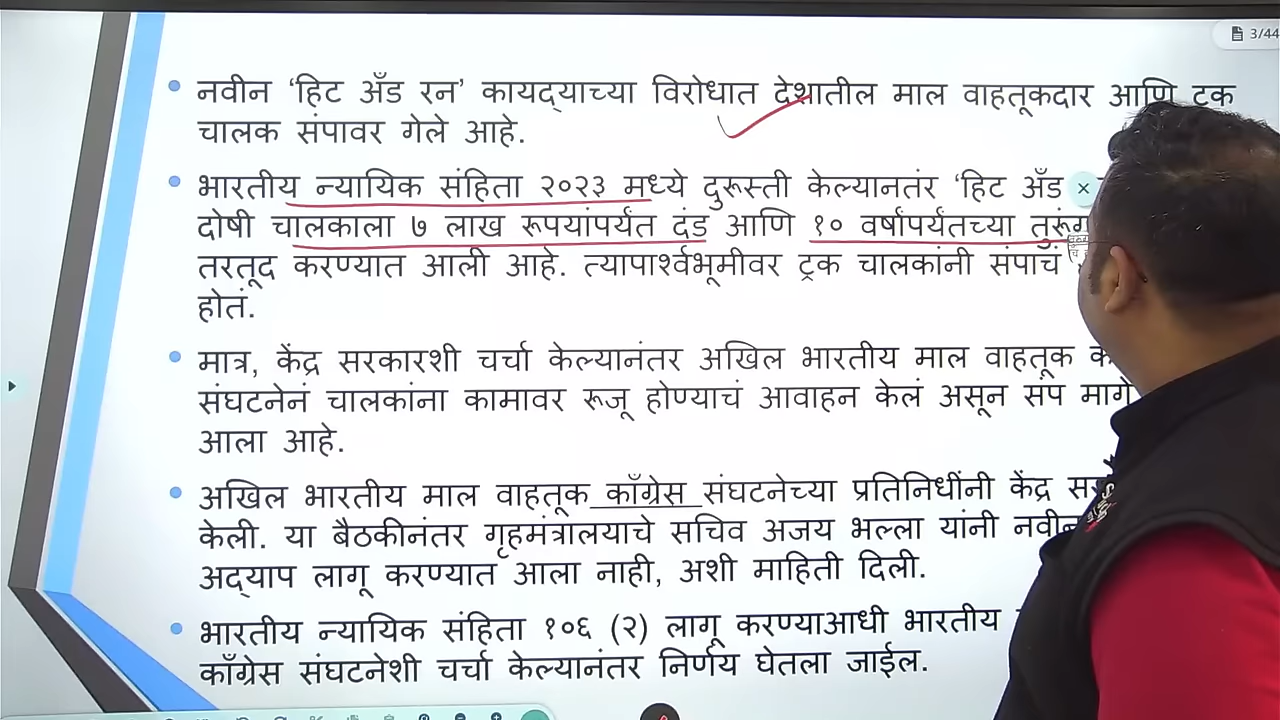 3/44
नवीन ‘हिट अँड रन’ कायद्याच्या विरोधात देशातील माल वाहतूकदार आणि ट्रक
चालक संपावर गेले आहे.
भारतीय न्यायिक संहिता २०२३ मध्ये दुरूस्ती केल्यानतंर ‘हिट अँड
दोषी चालकाला ७ लाख रूपयांपर्यंत दंड आणि १० वर्षांपर्यंतच्या
तरतूद करण्यात आली आहे. त्यापार्श्वभूमीवर ट्रक चालकांनी संपाचं
होतं.
मात्र, केंद्र सरकारशी चर्चा केल्यानंतर अखिल भारतीय माल वाहतूक
संघटनेनं चालकांना कामावर रूजू होण्याचं आवाहन केलं असून संप मागे
आला आहे.
अखिल भारतीय माल वाहतूक काँग्रेस संघटनेच्या प्रतिनिधींनी केंद्र
केली. या बैठकीनंतर गृहमंत्रालयाचे सचिव अजय भल्ला यांनी नवीन
अद्याप लागू करण्यात आला नाही, अशी माहिती दिली.
भारतीय न्यायिक संहिता १०६ (२) लागू करण्याआधी भारतीय
काँग्रेस संघटनेशी चर्चा केल्यानंतर निर्णय घेतला जाईल.